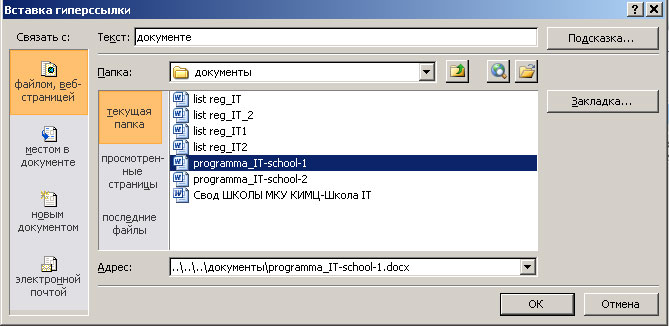 Вставка гиперссылки
Связать с:
Текст: документе
Подсказка...
файлом, веб-
страницей
Папка: документы
текущая
папка
list reg_IT
list reg_IT_2
list reg_IT1
list reg_IT2
programma_IT-school-1
programma_IT-school-2
Свод ШКОЛЫ МКУ КИМЦ-Школа IT
Закладка...
местом в
документе
просмотрен-
ные
страницы
новым
документом
последние
файлы
электронной
почтой
Адрес: ..\..\..\документы\programma_IT-school-1.docx
ОК
Отмена